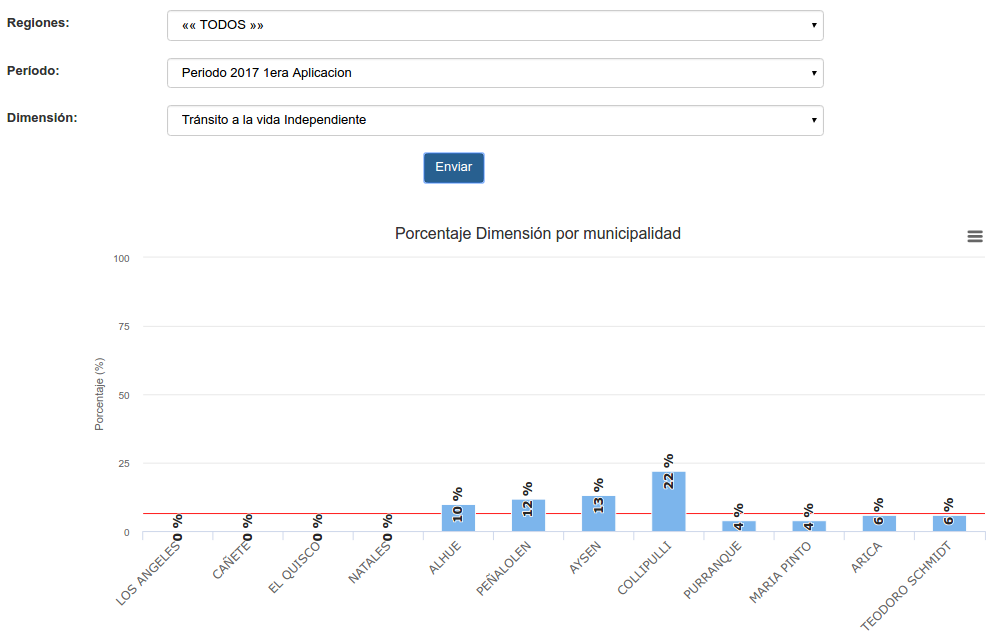 Regiones:
«« TODOS »»
Período:
Periodo 2017 1era Aplicacion
Dimensión:
Tránsito a la vida Independiente
Enviar
Porcentaje Dimensión por municipalidad
Porcentaje (%)
100
75
50
25
0
0 %
0 %
0 %
0 %
10 %
12 %
13 %
22 %
4 %
4 %
6 %
6 %
LOS ANGELES
CAÑETE
EL QUISCO
NATALES
ALHUE
PEÑALOLEN
AYSEN
COLLIPULLI
PURRANQUE
MARIA PINTO
ARICA
TEODORO SCHMIDT